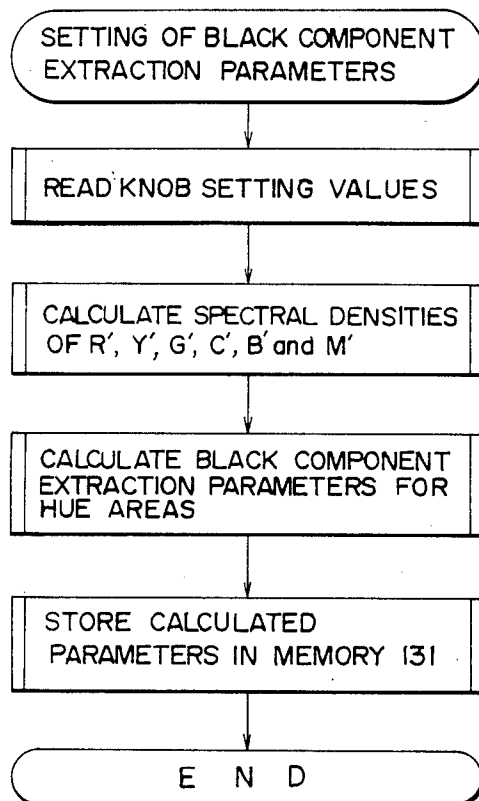 SETTING OF BLACK COMPONENT
EXTRACTION PARAMETERS
READ KNOB SETTING VALUES
CALCULATE SPECTRAL DENSITIES
OF R′, Y′, G′, C′, B′ and M′
CALCULATE BLACK COMPONENT
EXTRACTION PARAMETERS FOR
HUE AREAS
STORE CALCULATED
PARAMETERS IN MEMORY 131
E N D